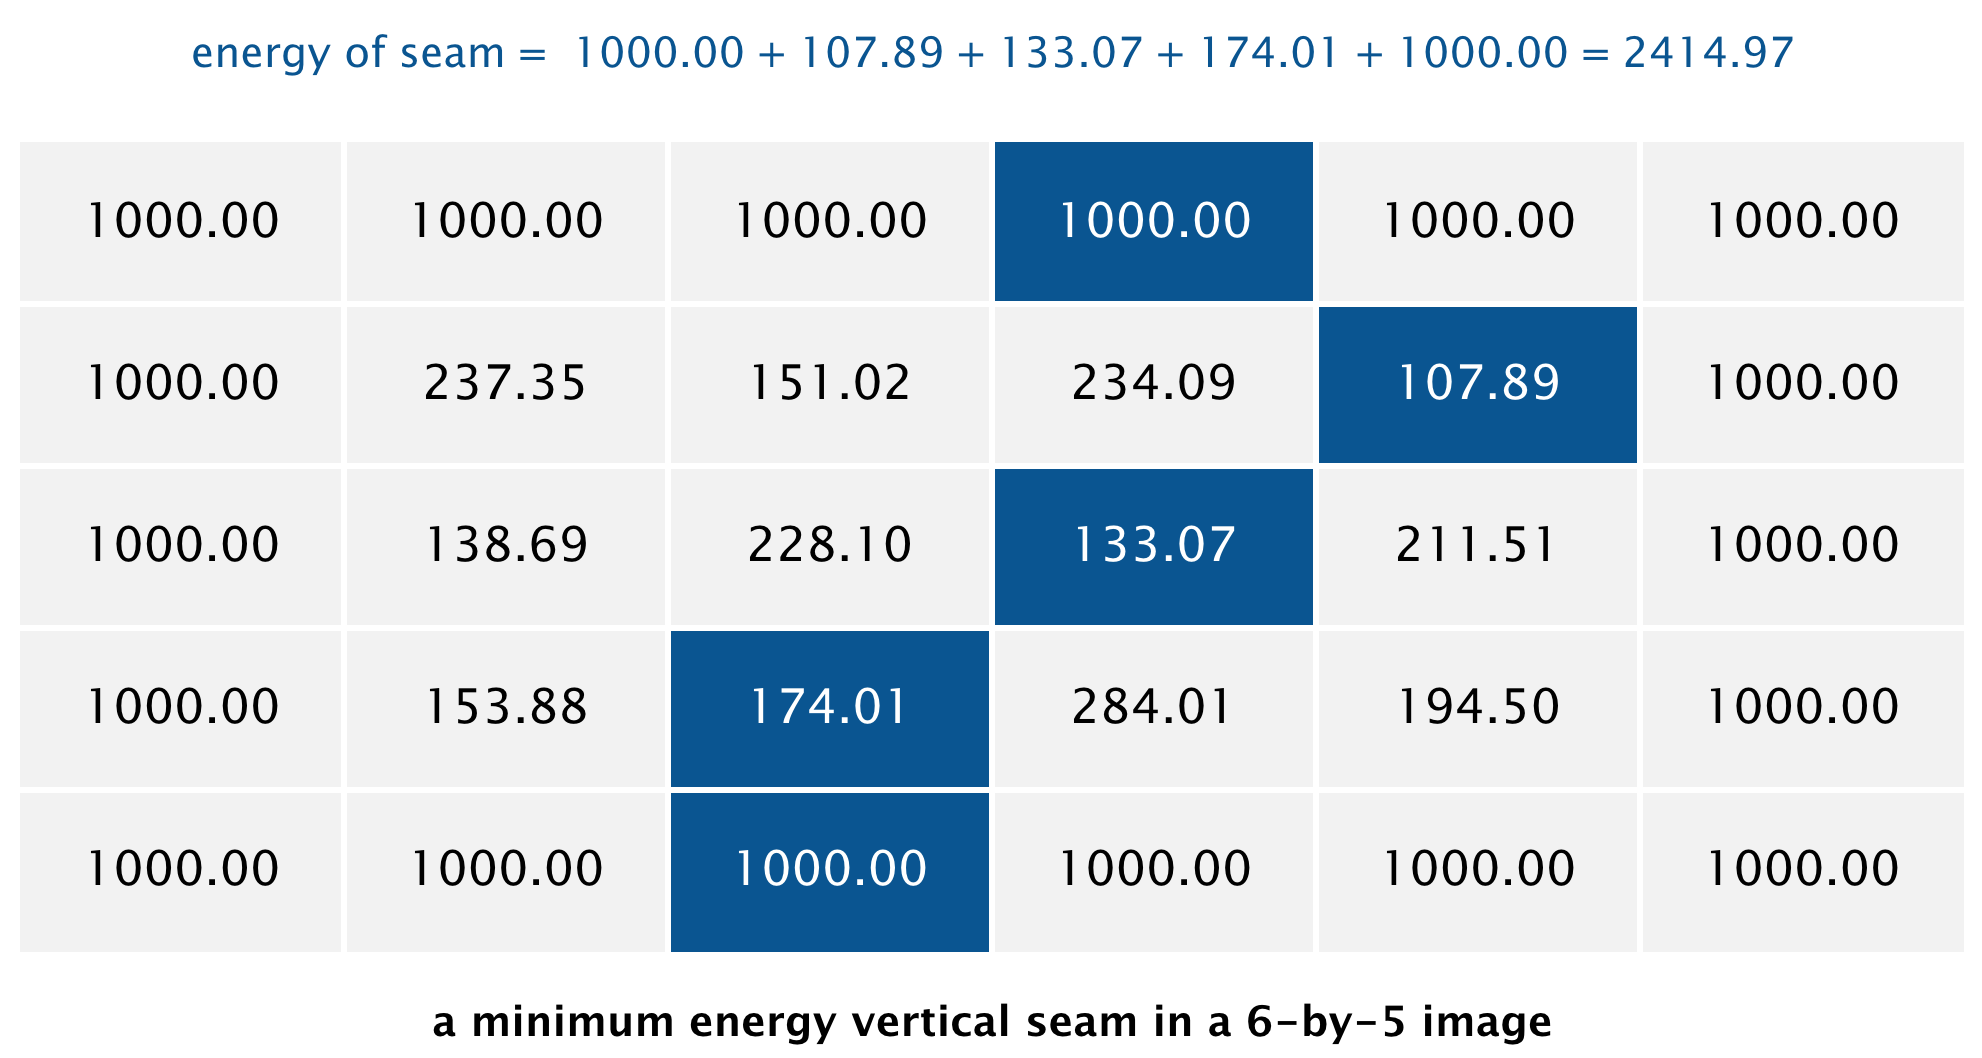 energy of seam = 1000.00 + 107.89 + 133.07 + 174.01 + 1000.00 = 2414.97
1000.00 1000.00 1000.00 1000.00 1000.00 1000.00
1000.00 237.35 151.02 234.09 107.89 1000.00
1000.00 138.69 228.10 133.07 211.51 1000.00
1000.00 153.88 174.01 284.01 194.50 1000.00
1000.00 1000.00 1000.00 1000.00 1000.00 1000.00
a minimum energy vertical seam in a 6-by-5 image